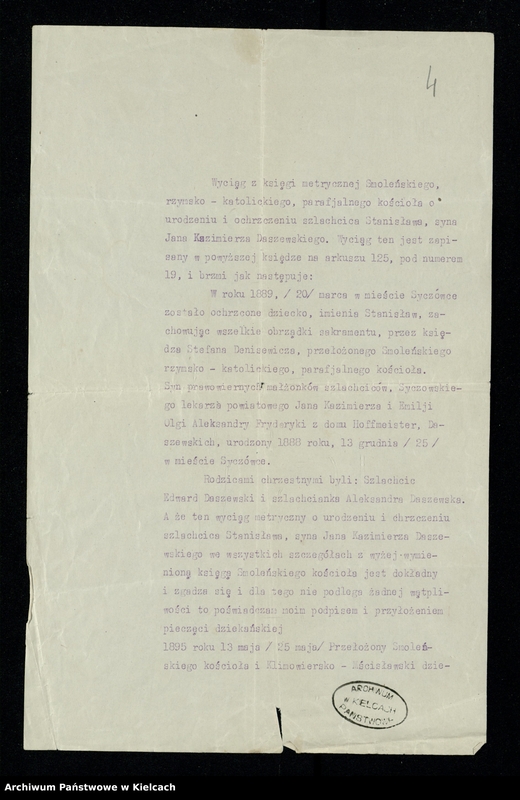 4
Wyciąg z księgi metrycznej Smoleńskiego,
rzymsko - katolickiego, parafjalnego kościoła o
urodzeniu i ochrzczeniu szlachcica Stanisława, syna
Jana Kazimierza Daszewskiego. Wyciąg ten jest zapi-
sany w powyższej księdze na arkuszu 125, pod numerem
19, i brzmi jak następuje:
W roku 1889, / 20/ marca w mieście Syczówce
zostało ochrzcone dziecko, imienia Stanisław, za-
chowując wszelkie obrządki sakramentu, przez księ-
dza Stefana Denisewicza, przełożonego Smoleńskiego
rzymsko - katolickiego, parafjalnego kościoła.
Syn prawowiernych małżonków szlachciców, Syczowskie-
go lekarza powiatowego Jana Kazimierza i Emilji
Olgi Aleksandry Fryderyki z domu Hoffmeister, Da-
szewskich, urodzony 1888 roku, 13 grudnia / 25/
w mieście Syczówce.
Rodzicami chrzestnymi byli: Szlachcic
Edward Daszewski i szlachcianka Aleksandra Daszewska.
A że ten wyciąg metryczny o urodzeniu i chrzczeniu
szlachcica Stanisława, syna Jana Kazimierza Dasze-
wskiego we wszystkich szczegółach z wyżej-wymie-
nioną księgą Smoleńskiego kościoła jest dokładny
i zgadza się i dla tego nie podlega żadnej wątpli-
wości to poświadczam moim podpisem i przyłożeniem
pieczęci dziekańskiej
1895 roku 13 maja / 25 maja/ Przełożony Smoleń-
skiego kościoła i Klimowiersko - Mścisławski dzie-
ARCHIWUM
w KIELCACH
PAŃSTWOWE
Archiwum Państwowe w Kielcach